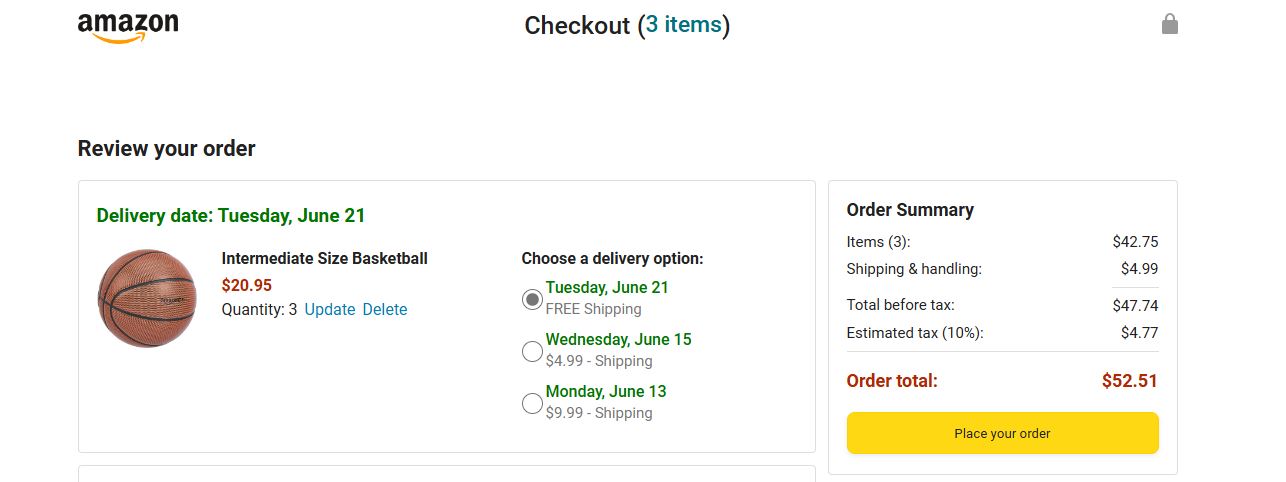 amazon
Checkout (3 items)
Review your order
Delivery date: Tuesday, June 21
Intermediate Size Basketball
$20.95
Quantity: 3 Update Delete
Choose a delivery option:
Tuesday, June 21
FREE Shipping
Wednesday, June 15
$4.99 - Shipping
Monday, June 13
$9.99 - Shipping
Order Summary
Items (3): $42.75
Shipping & handling: $4.99
Total before tax: $47.74
Estimated tax (10%): $4.77
Order total: $52.51
Place your order